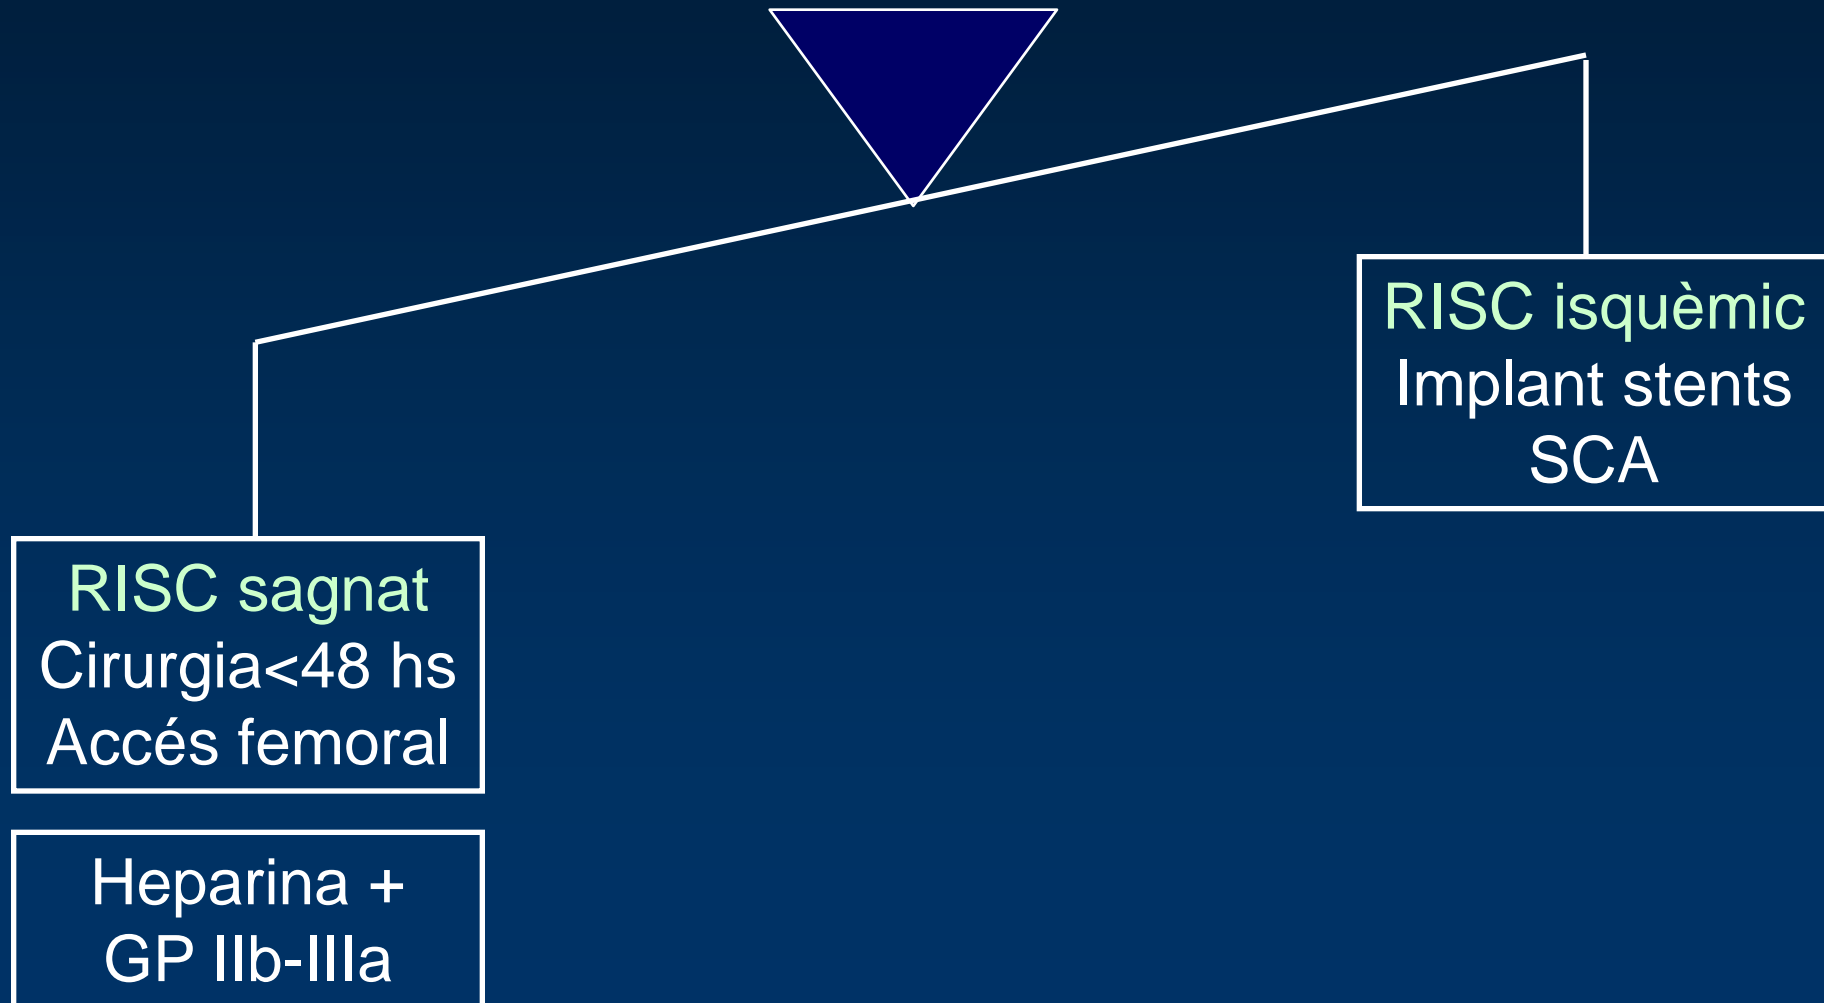 RISC isquèmic
Implant stents
SCA
RISC sagnat
Cirurgia<48 hs
Accés femoral
Heparina +
GP IIb-IIIa